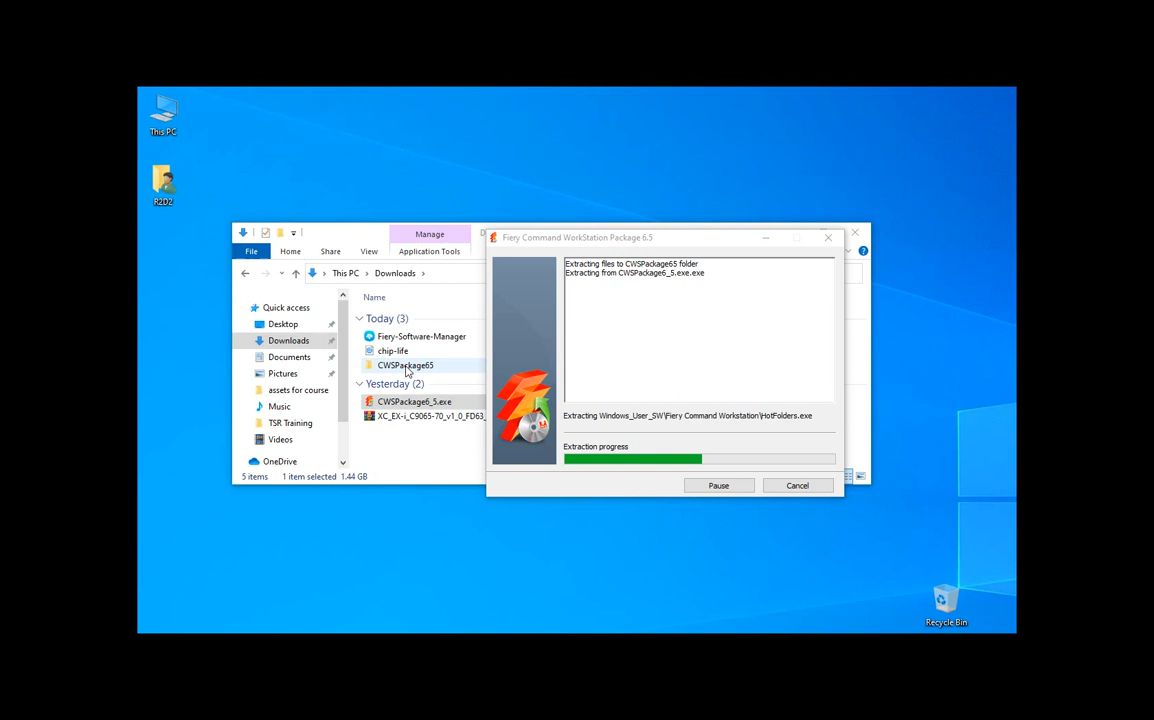 This PC
R2D2
Manage
File
Home
Share
View
Application Tools
This PC
Downloads
Quick access
Desktop
Downloads
Documents
Pictures
assets for course
Music
TSR Training
Videos
OneDrive
Name
Today (3)
Fiery-Software-Manager
chip-life
CWSPackage65
Yesterday (2)
CWSPackage6_5.exe
XC_EX-i_C9065-70_v1_0_FD63_
5 items
1 item selected 1.44 GB
Fiery Command WorkStation Package 6.5
Extracting files to CWSPackage65 folder
Extracting from CWSPackage6_5.exe.exe
Extracting Windows_User_SW\Fiery Command Workstation\HotFolders.exe
Extraction progress
Pause
Cancel
Recycle Bin